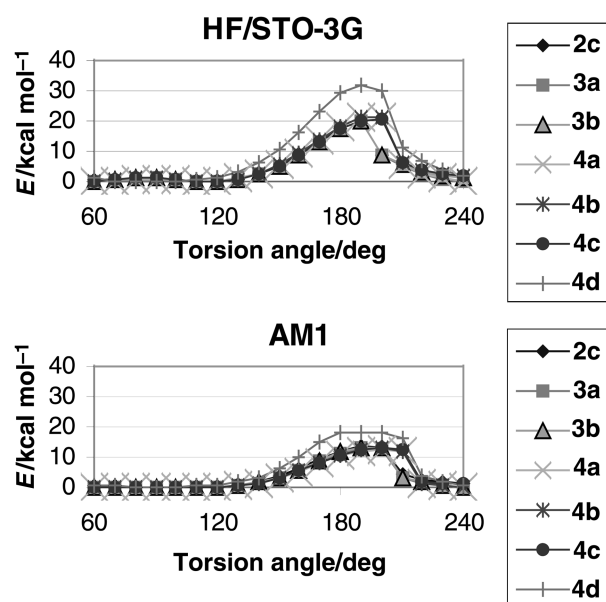 HF/STO-3G
E/kcal mol⁻¹
40
30
20
10
0
60 120 180 240
Torsion angle/deg
2c
3a
3b
4a
4b
4c
4d
AM1
E/kcal mol⁻¹
40
30
20
10
0
60 120 180 240
Torsion angle/deg
2c
3a
3b
4a
4b
4c
4d